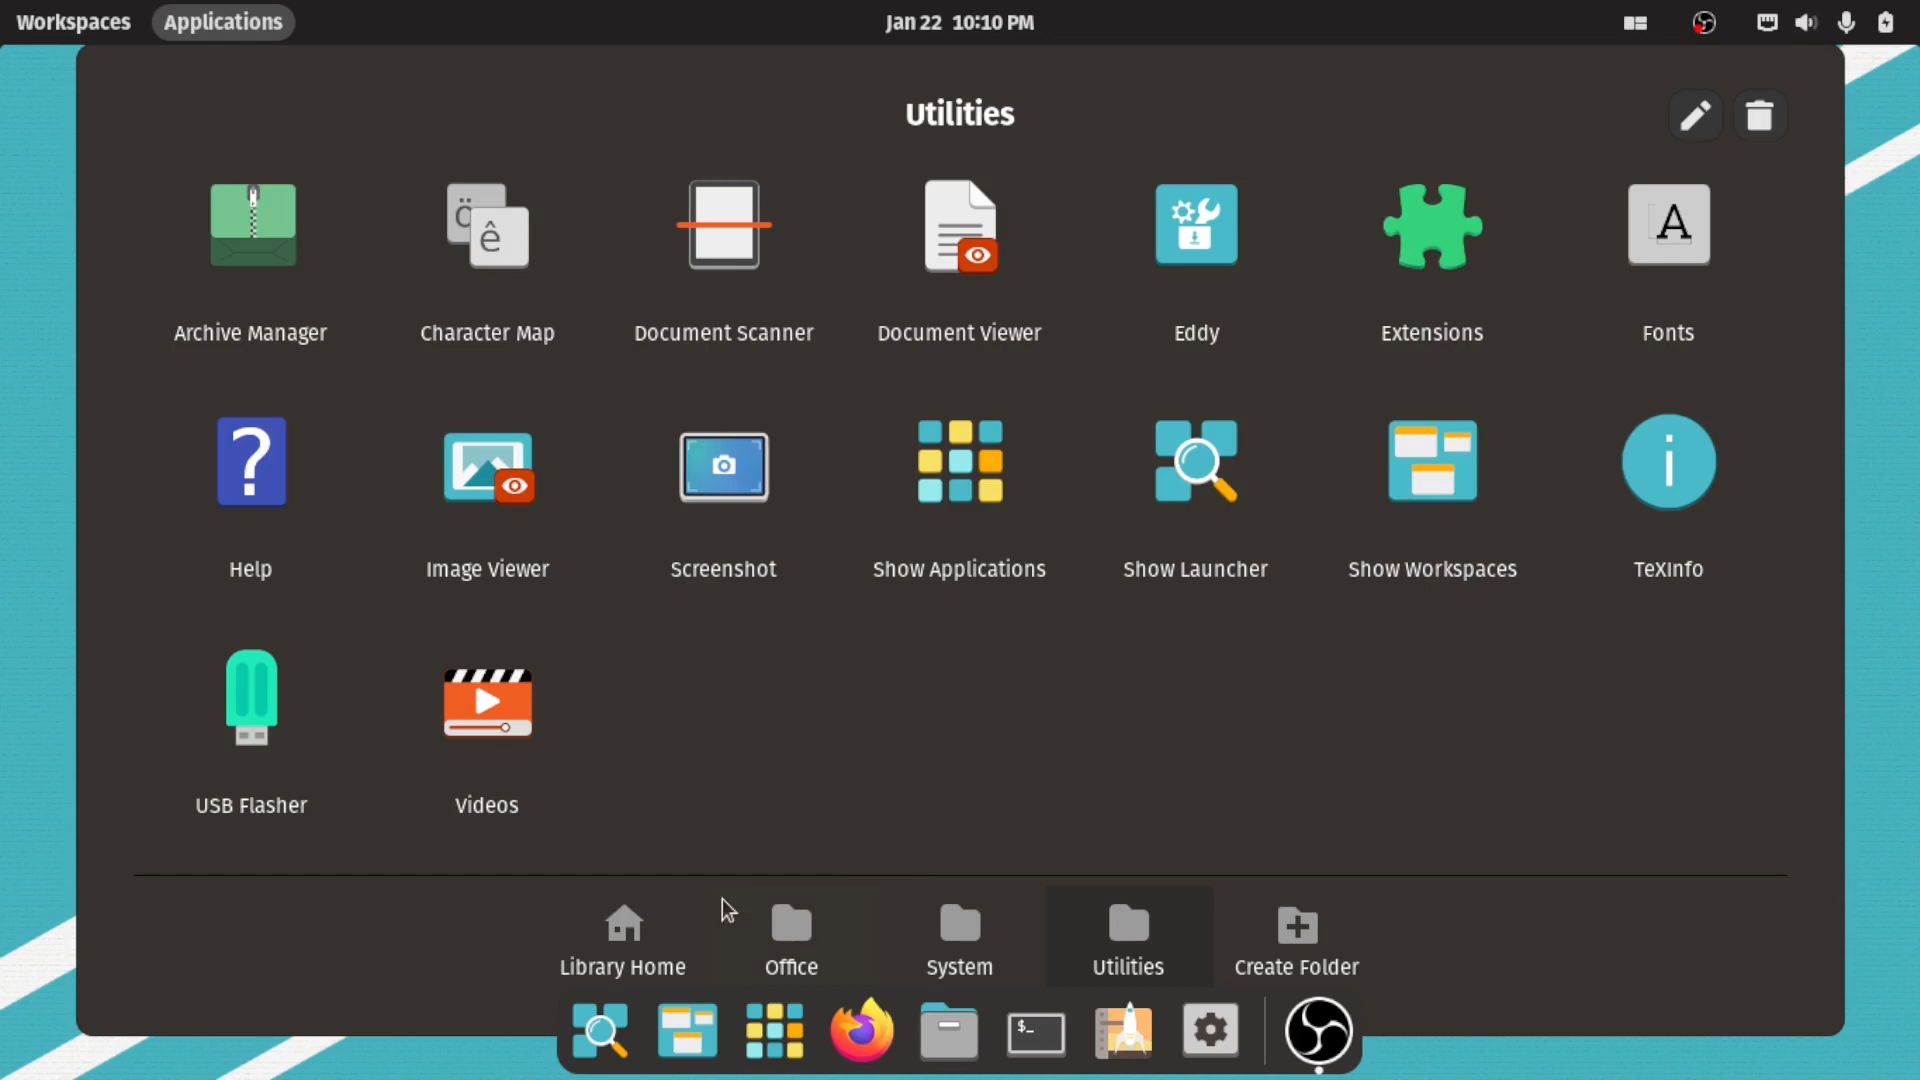 Workspaces Applications Jan 22 10:10 PM
Utilities
ö
ê
A
Archive Manager Character Map Document Scanner Document Viewer Eddy Extensions Fonts
?
i
Help Image Viewer Screenshot Show Applications Show Launcher Show Workspaces TeXInfo
USB Flasher Videos
Library Home Office System Utilities Create Folder
$_